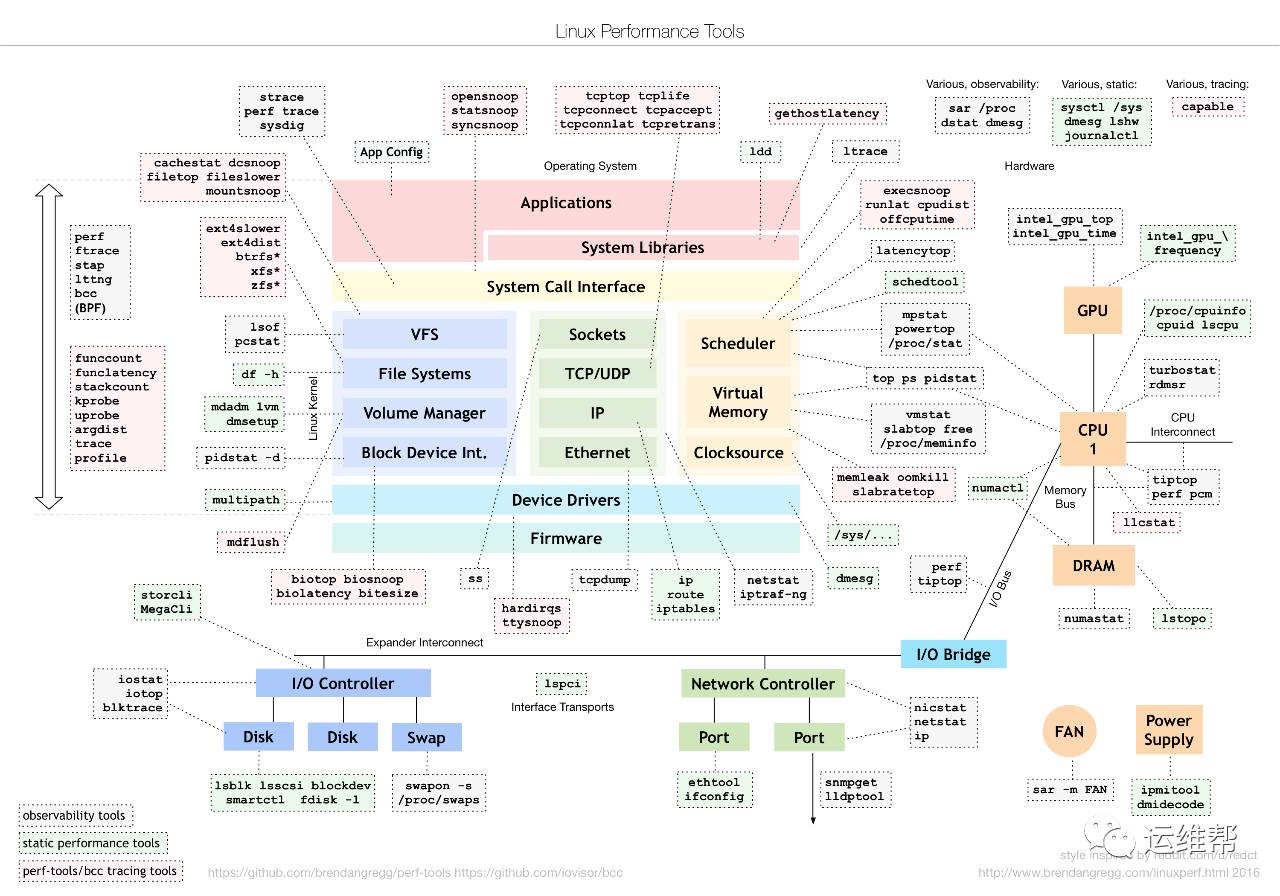 Linux Performance Tools
Various, observability:
sar /proc
dstat dmesg
Various, static:
sysctl /sys
dmesg lshw
journalctl
Various, tracing:
capable
strace
perf trace
sysdig
opensnoop
statsnoop
syncsnoop
tcptop tcplife
tcpconnect tcpaccept
tcpconnlat tcpretrans
gethostlatency
App Config
ldd
ltrace
Operating System
Hardware
cachestat dcsnoop
filetop fileslower
mountsnoop
Applications
System Libraries
System Call Interface
execsnoop
runlat cpudist
offcputime
latencytop
schedtool
mpstat
powertop
/proc/stat
top ps pidstat
vmstat
slabtop free
/proc/meminfo
memleak oomkill
slabratetop
/sys/...
dmesg
perf
ftrace
stap
lttng
bcc
(BPF)
funccount
funclatency
stackcount
kprobe
uprobe
argdist
trace
profile
ext4slower
ext4dist
btrfs*
xfs*
zfs*
lsof
pcstat
df -h
mdadm lvm
dmsetup
pidstat -d
multipath
mdflush
Linux Kernel
VFS
File Systems
Volume Manager
Block Device Int.
Sockets
TCP/UDP
IP
Ethernet
Scheduler
Virtual
Memory
Clocksource
Device Drivers
Firmware
biotop biosnoop
biolatency bitesize
ss
hardirqs
ttysnoop
tcpdump
ip
route
iptables
netstat
iptraf-ng
intel_gpu_top
intel_gpu_time
intel_gpu_\
frequency
GPU
/proc/cpuinfo
cpuid lscpu
turbostat
rdmsr
CPU
1
CPU
Interconnect
numactl
Memory
Bus
tiptop
perf pcm
llcstat
perf
tiptop
I/O Bus
DRAM
numastat
lstopo
storcli
MegaCli
Expander Interconnect
I/O Bridge
iostat
iotop
blktrace
I/O Controller
Disk
Disk
Swap
lsblk lsscsi blockdev
smartctl fdisk -l
swapon -s
/proc/swaps
lspci
Interface Transports
Network Controller
Port
Port
nicstat
netstat
ip
ethtool
ifconfig
snmpget
lldptool
FAN
sar -m FAN
Power
Supply
ipmitool
dmidecode
observability tools
static performance tools
perf-tools/bcc tracing tools
https://github.com/brendangregg/perf-tools https://github.com/iovisor/bcc
运维帮
style inspired by reddit.com/u/redct
http://www.brendangregg.com/linuxperf.html 2016